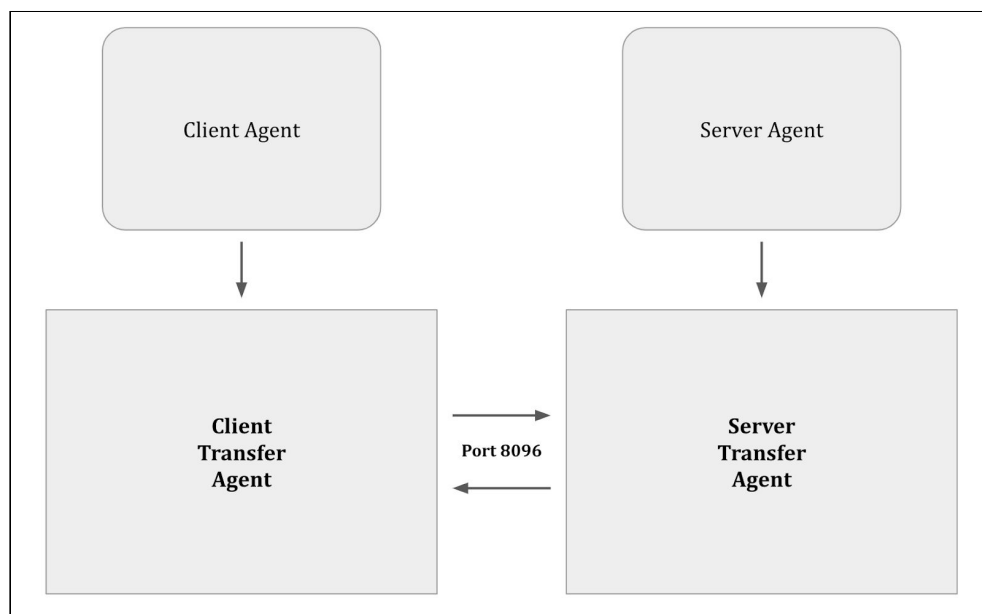 Client Agent
Server Agent
Client
Transfer
Agent
Port 8096
Server
Transfer
Agent